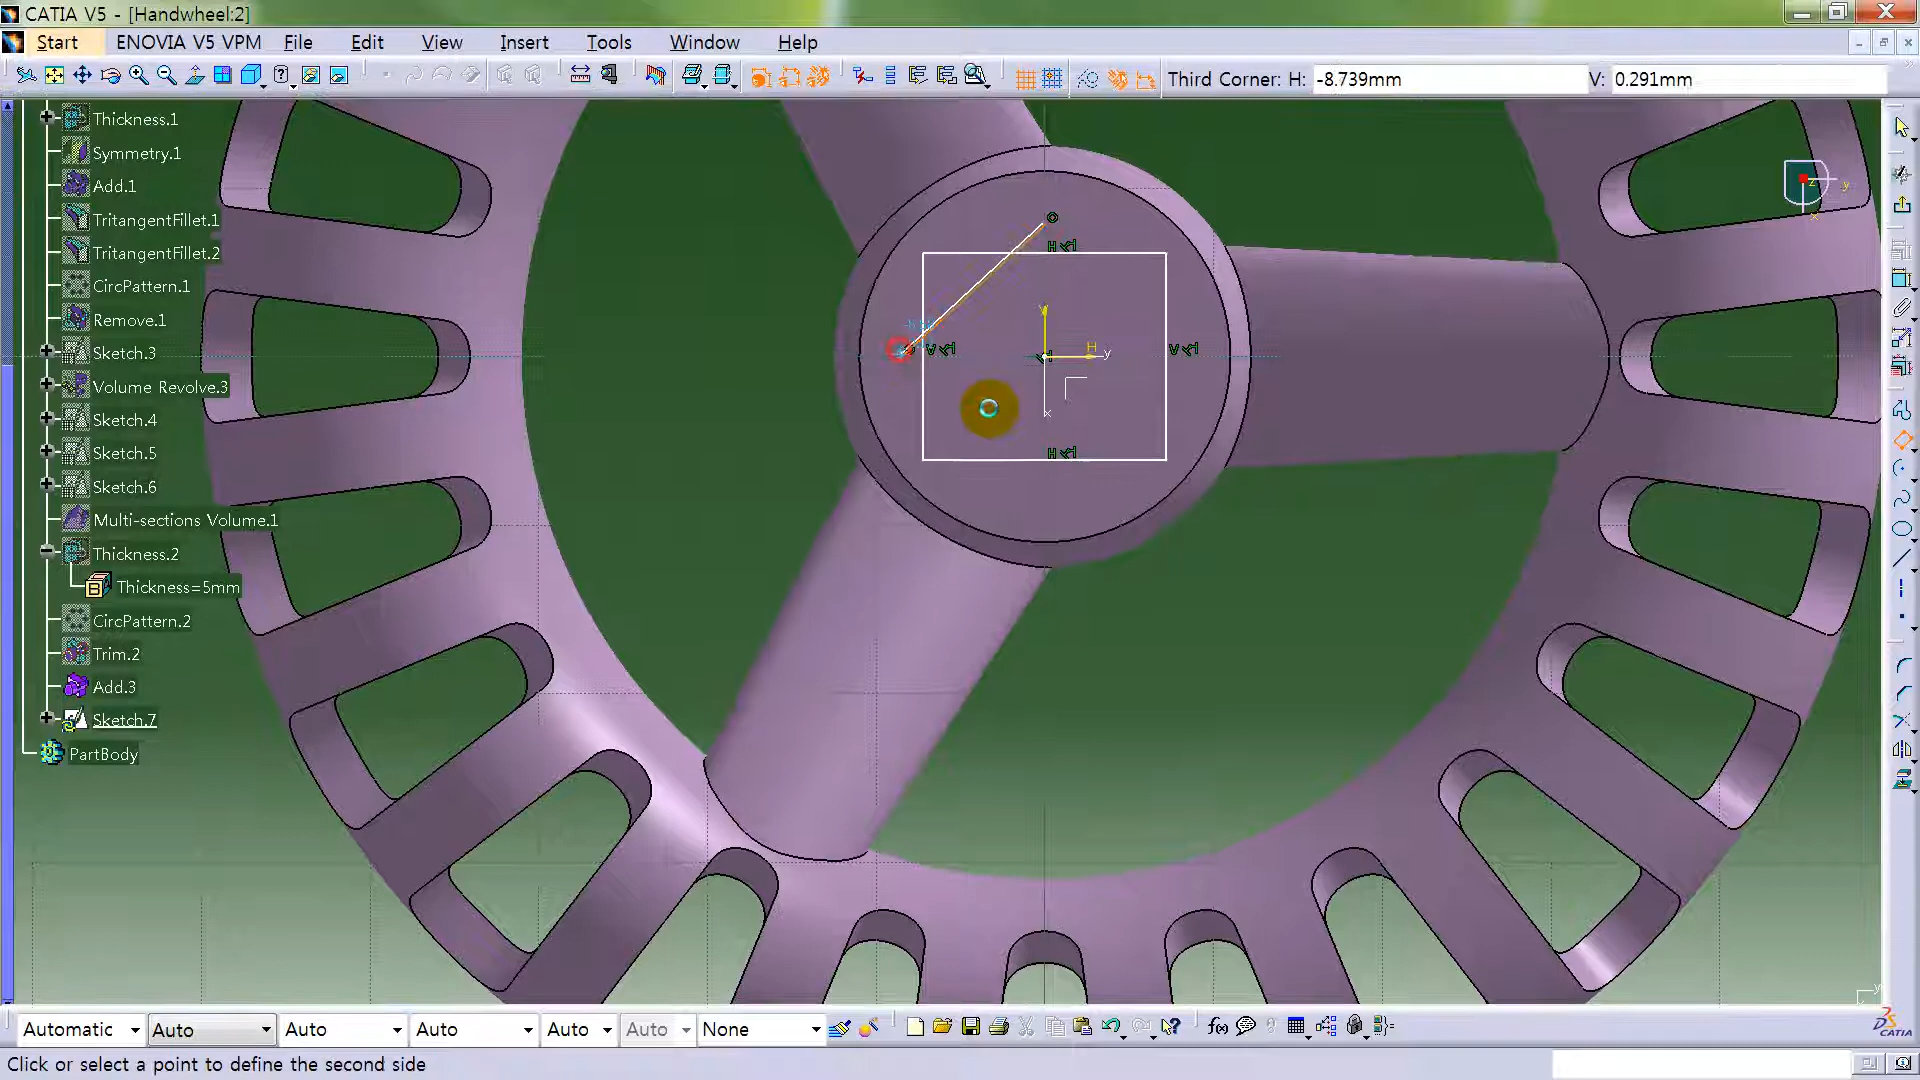 CATIA V5 - [Handwheel:2]
Start ENOVIA V5 VPM File Edit View Insert Tools Window Help
Third Corner: H: -8.739mm V: 0.291mm
Thickness.1
Symmetry.1
Add.1
TritangentFillet.1
TritangentFillet.2
CircPattern.1
Remove.1
Sketch.3
Volume Revolve.3
Sketch.4
Sketch.5
Sketch.6
Multi-sections Volume.1
Thickness.2
Thickness=5mm
CircPattern.2
Trim.2
Add.3
Sketch.7
PartBody
z y
x
H
V V
V
H
y
x
H
y
Automatic Auto Auto Auto Auto Auto None
f(x)
CATIA
Click or select a point to define the second side